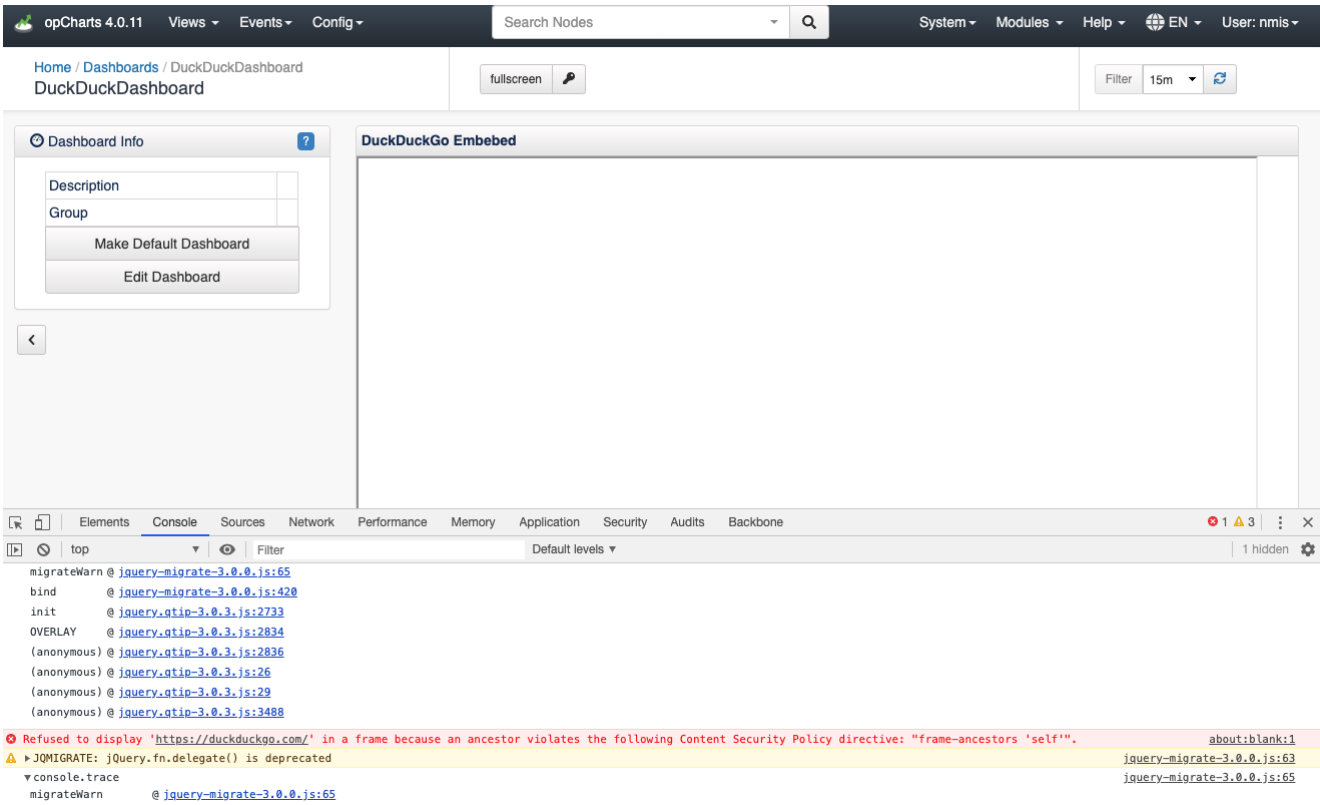 opCharts 4.0.11 Views Events Config Search Nodes System Modules Help EN User: nmis
Home / Dashboards / DuckDuckDashboard
DuckDuckDashboard
fullscreen
Filter 15m
Dashboard Info ?
DuckDuckGo Embebed
Description
Group
Make Default Dashboard
Edit Dashboard
Elements Console Sources Network Performance Memory Application Security Audits Backbone 1 3
top Filter Default levels 1 hidden
migrateWarn @ jquery-migrate-3.0.0.js:65
bind @ jquery-migrate-3.0.0.js:420
init @ jquery.qtip-3.0.3.js:2733
OVERLAY @ jquery.qtip-3.0.3.js:2834
(anonymous) @ jquery.qtip-3.0.3.js:2836
(anonymous) @ jquery.qtip-3.0.3.js:26
(anonymous) @ jquery.qtip-3.0.3.js:29
(anonymous) @ jquery.qtip-3.0.3.js:3488
Refused to display 'https://duckduckgo.com/' in a frame because an ancestor violates the following Content Security Policy directive: "frame-ancestors 'self'". about:blank:1
JQMIGRATE: jQuery.fn.delegate() is deprecated jquery-migrate-3.0.0.js:63
console.trace jquery-migrate-3.0.0.js:65
migrateWarn @ jquery-migrate-3.0.0.js:65